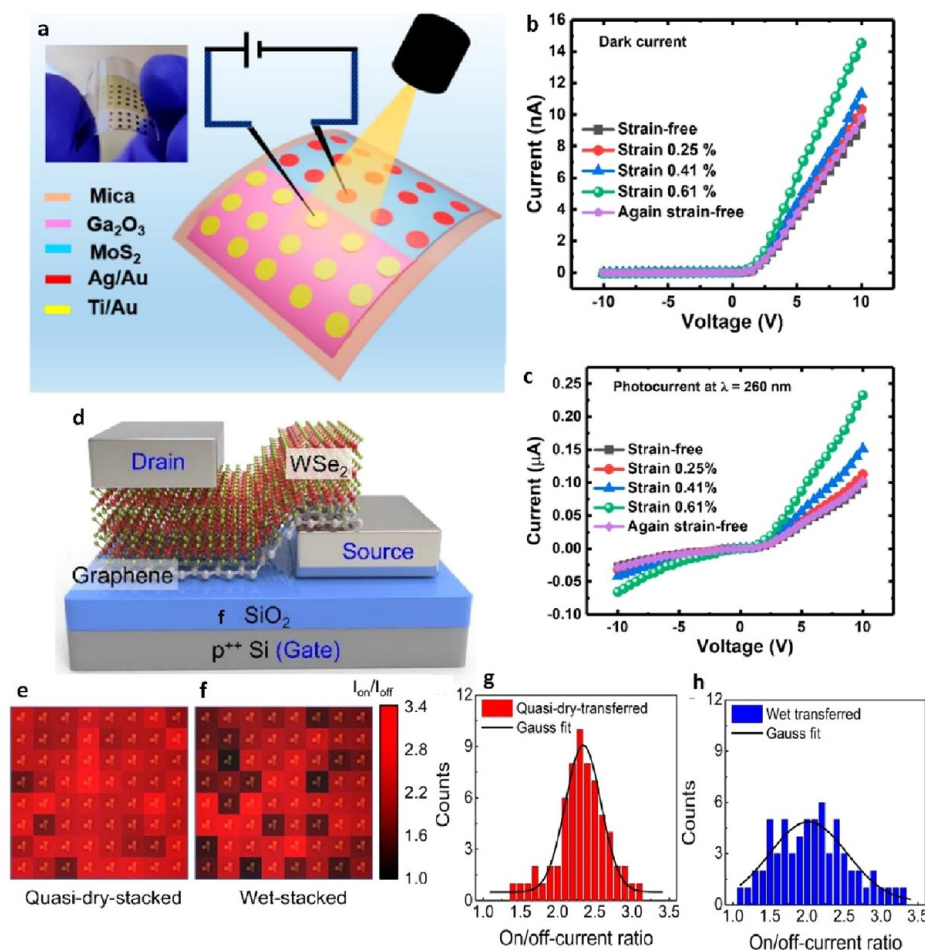 a
Mica
Ga₂O₃
MoS₂
Ag/Au
Ti/Au
b
Dark current
Strain-free
Strain 0.25 %
Strain 0.41 %
Strain 0.61 %
Again strain-free
Current (nA)
16
14
12
10
8
6
4
2
0
-10
-5
0
5
10
Voltage (V)
c
Photocurrent at λ = 260 nm
Strain-free
Strain 0.25%
Strain 0.41%
Strain 0.61%
Again strain-free
Current (μA)
0.25
0.20
0.15
0.10
0.05
0.00
-0.05
-0.10
-10
-5
0
5
10
Voltage (V)
d
Drain
WSe₂
Source
Graphene
f SiO₂
p⁺⁺ Si (Gate)
e
f
I_on/I_off
3.4
2.8
2.2
1.6
1.0
Quasi-dry-stacked
Wet-stacked
g
Quasi-dry-transferred
Gauss fit
Counts
12
9
6
3
0
1.0 1.5 2.0 2.5 3.0 3.5
On/off-current ratio
h
Wet transferred
Gauss fit
Counts
12
9
6
3
0
1.0 1.5 2.0 2.5 3.0 3.5
On/off-current ratio